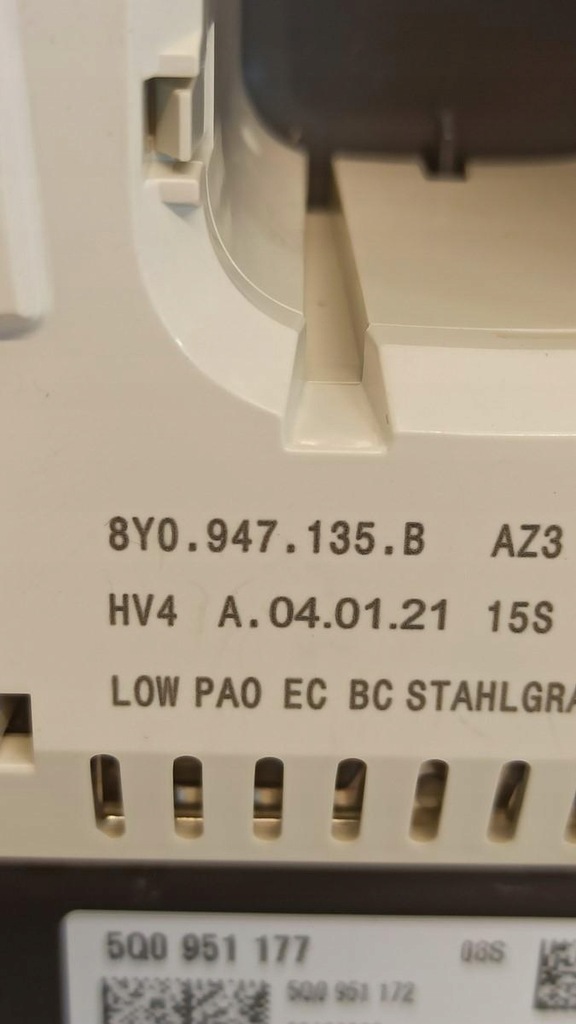 8Y0.947.135.B AZ3
HV4 A.04.01.21 15S
LOW PAO EC BC STAHLGRA
5Q0 951 177 08S
5Q0 951 172